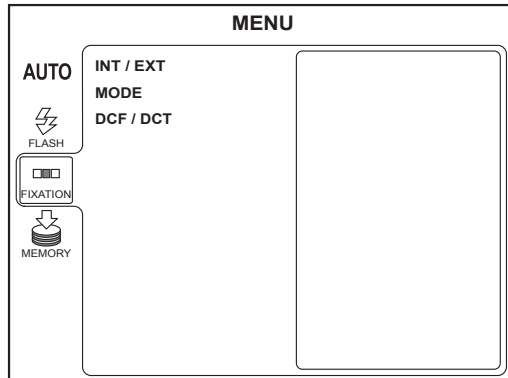 MENU
AUTO
FLASH
FIXATION
MEMORY
INT / EXT
MODE
DCF / DCT